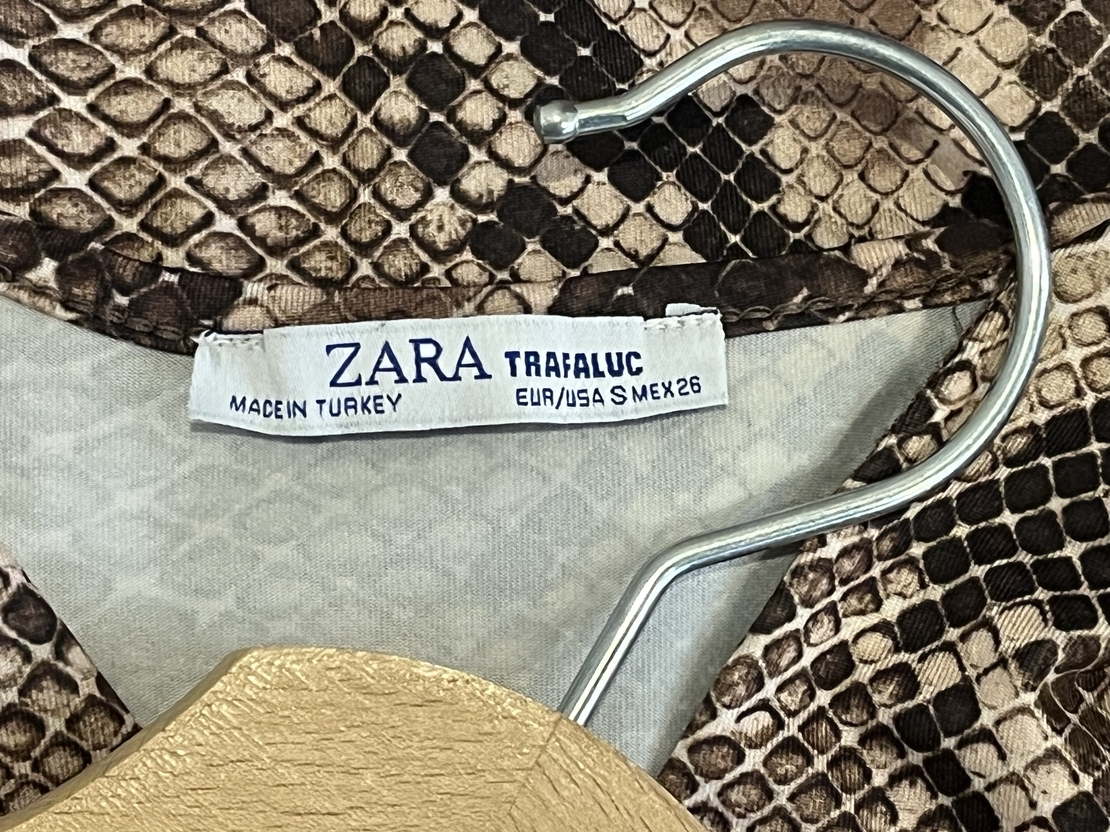 ZARA TRAFALUC
MADE IN TURKEY EUR/USA S MEX 26